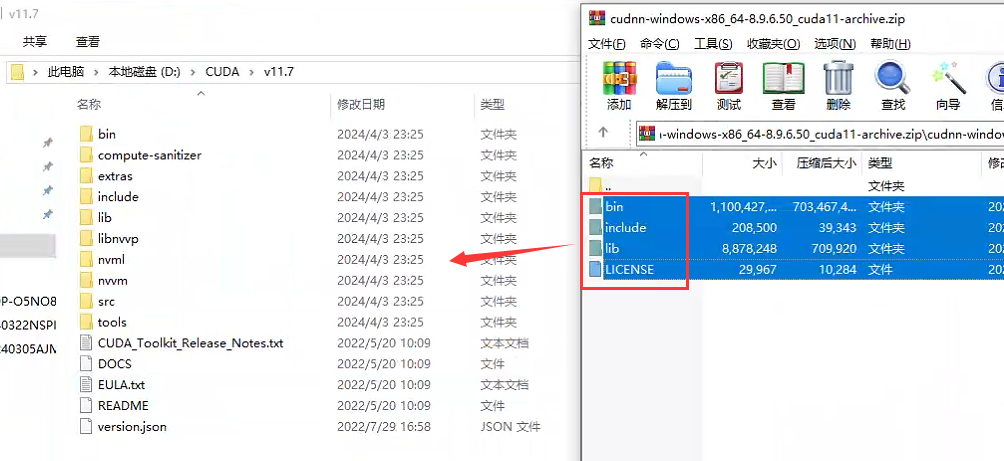 v11.7
共享 查看
此电脑 › 本地磁盘 (D:) › CUDA › v11.7
名称 修改日期 类型
bin 2024/4/3 23:25 文件夹
compute-sanitizer 2024/4/3 23:25 文件夹
extras 2024/4/3 23:25 文件夹
include 2024/4/3 23:25 文件夹
lib 2024/4/3 23:25 文件夹
libnvvp 2024/4/3 23:25 文件夹
nvml 2024/4/3 23:25 文件夹
nvvm 2024/4/3 23:25 文件夹
src 2024/4/3 23:25 文件夹
tools 2024/4/3 23:25 文件夹
CUDA_Toolkit_Release_Notes.txt 2022/5/20 10:09 文本文档
DOCS 2022/5/20 10:09 文件
EULA.txt 2022/5/20 10:09 文本文档
README 2022/5/20 10:09 文件
version.json 2022/7/29 16:58 JSON 文件
P-O5NO8
0322NSPI
240305AJN
cudnn-windows-x86_64-8.9.6.50_cuda11-archive.zip
文件(F) 命令(C) 工具(S) 收藏夹(O) 选项(N) 帮助(H)
添加 解压到 测试 查看 删除 查找 向导 信
-windows-x86_64-8.9.6.50_cuda11-archive.zip\cudnn-window
名称 大小 压缩后大小 类型 修改
.. 文件夹
bin 1,100,427,... 703,467,4... 文件夹 202
include 208,500 39,343 文件夹 202
lib 8,878,248 709,920 文件夹 202
LICENSE 29,967 10,284 文件 202